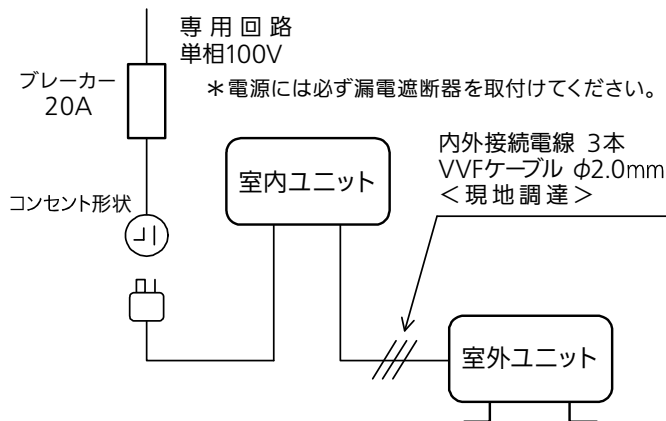 専用回路
単相100V
ブレーカー
20A
＊電源には必ず漏電遮断器を取付けてください。
内外接続電線 3本
VVFケーブル φ2.0mm
＜現地調達＞
室内ユニット
コンセント形状
室外ユニット